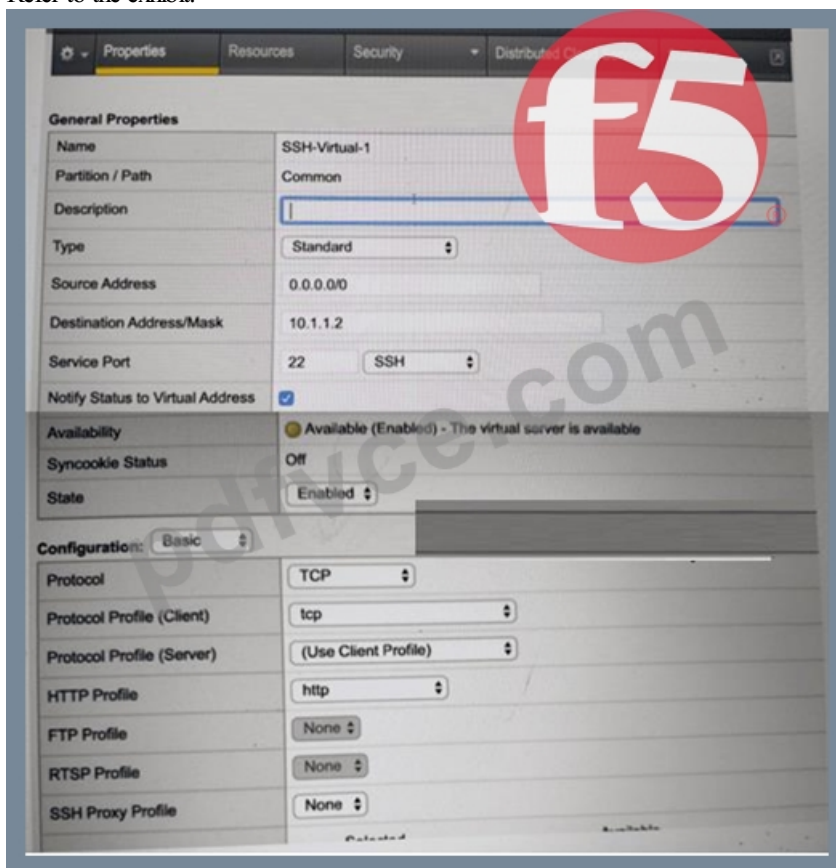 Refer to the exhibit.
Properties Resources Security Distributed
f5
General Properties
Name SSH-Virtual-1
Partition / Path Common
Description
Type Standard
Source Address 0.0.0.0/0
Destination Address/Mask 10.1.1.2
Service Port 22 SSH
Notify Status to Virtual Address
Availability Available (Enabled) - The virtual server is available
Syncookie Status Off
State Enabled
Configuration: Basic
Protocol TCP
Protocol Profile (Client) tcp
Protocol Profile (Server) (Use Client Profile)
HTTP Profile http
FTP Profile None
RTSP Profile None
SSH Proxy Profile None
Selected Available
pdfvce.com